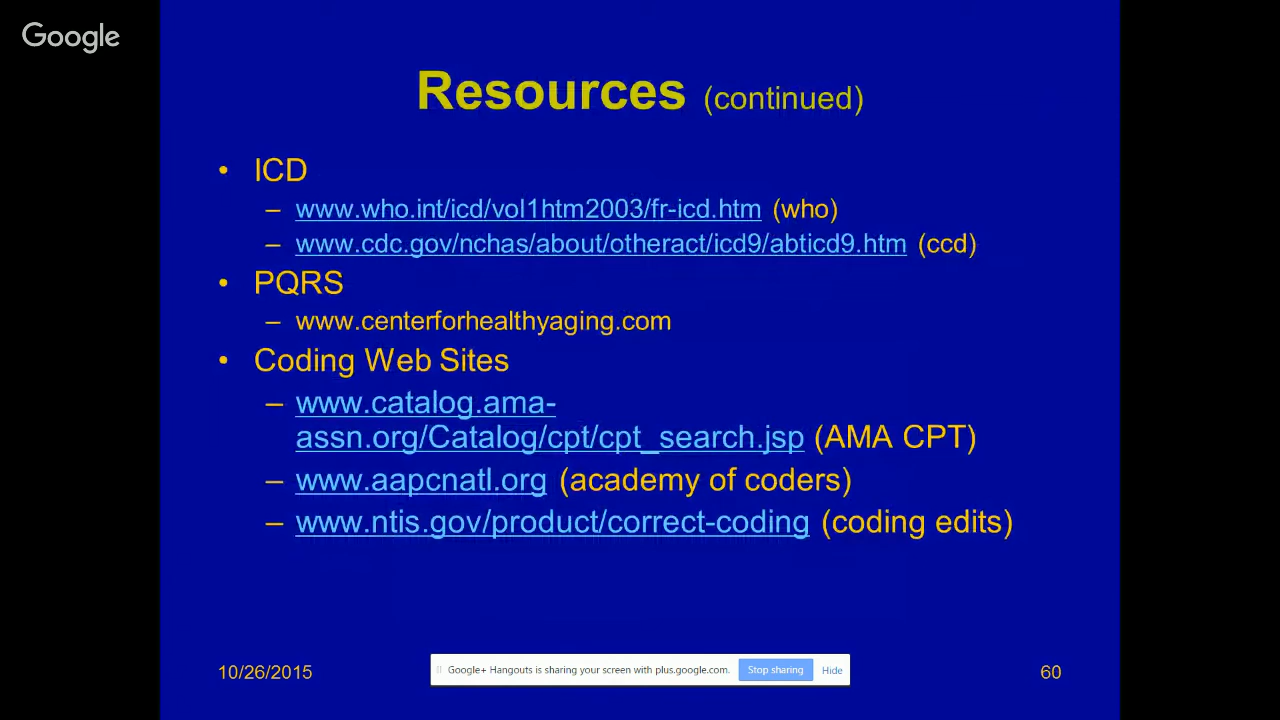 Google
Resources (continued)
• ICD
– www.who.int/icd/vol1htm2003/fr-icd.htm (who)
– www.cdc.gov/nchas/about/otheract/icd9/abticd9.htm (ccd)
• PQRS
– www.centerforhealthyaging.com
• Coding Web Sites
– www.catalog.ama-
assn.org/Catalog/cpt/cpt_search.jsp (AMA CPT)
– www.aapcnatl.org (academy of coders)
– www.ntis.gov/product/correct-coding (coding edits)
10/26/2015
Google+ Hangouts is sharing your screen with plus.google.com. Stop sharing Hide
60